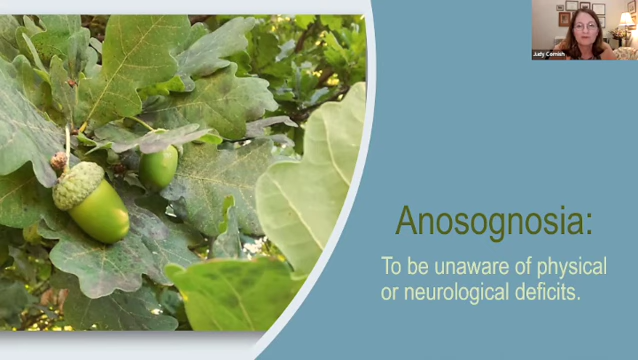 Judy Cornish
Anosognosia:
To be unaware of physical
or neurological deficits.